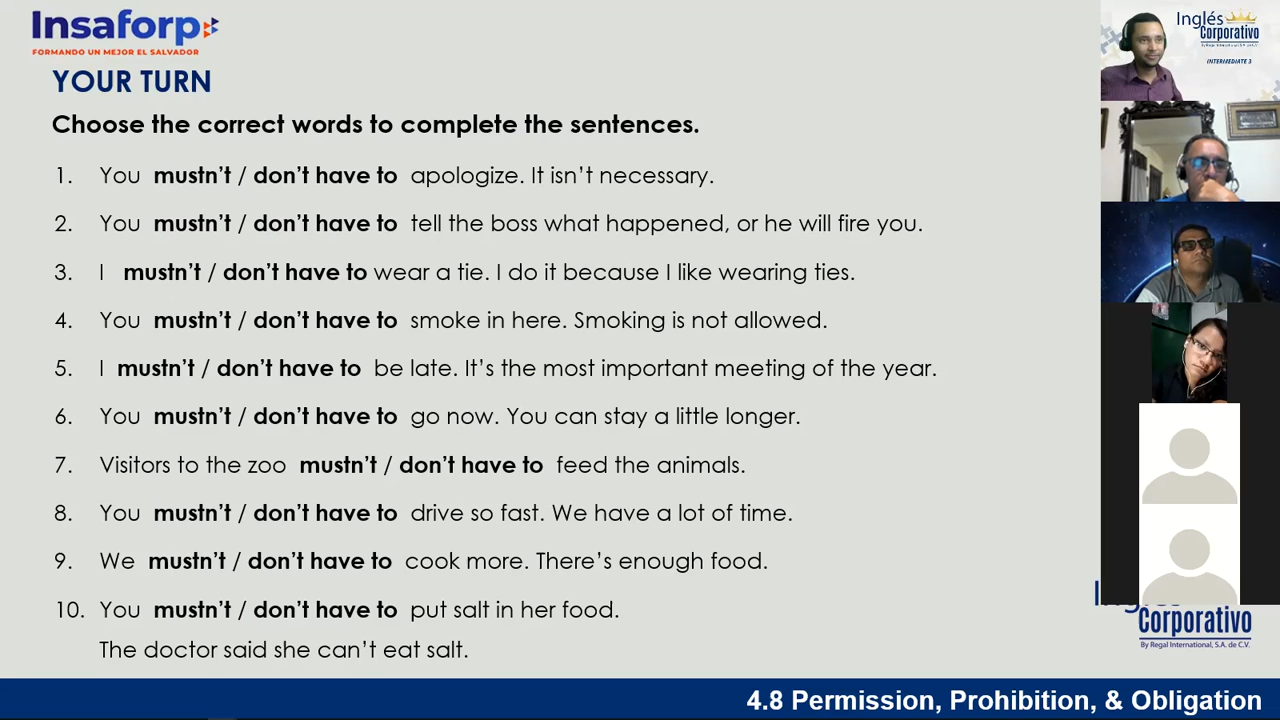 Insaforp
FORMANDO UN MEJOR EL SALVADOR
YOUR TURN
Choose the correct words to complete the sentences.
1. You mustn't / don't have to apologize. It isn't necessary.
2. You mustn't / don't have to tell the boss what happened, or he will fire you.
3. I mustn't / don't have to wear a tie. I do it because I like wearing ties.
4. You mustn't / don't have to smoke in here. Smoking is not allowed.
5. I mustn't / don't have to be late. It's the most important meeting of the year.
6. You mustn't / don't have to go now. You can stay a little longer.
7. Visitors to the zoo mustn't / don't have to feed the animals.
8. You mustn't / don't have to drive so fast. We have a lot of time.
9. We mustn't / don't have to cook more. There's enough food.
10. You mustn't / don't have to put salt in her food.
The doctor said she can't eat salt.
Inglés
Corporativo
By Regal International, S.A. de C.V.
INTERMEDIATE 3
Corporativo
By Regal International, S.A. de C.V.
4.8 Permission, Prohibition, & Obligation